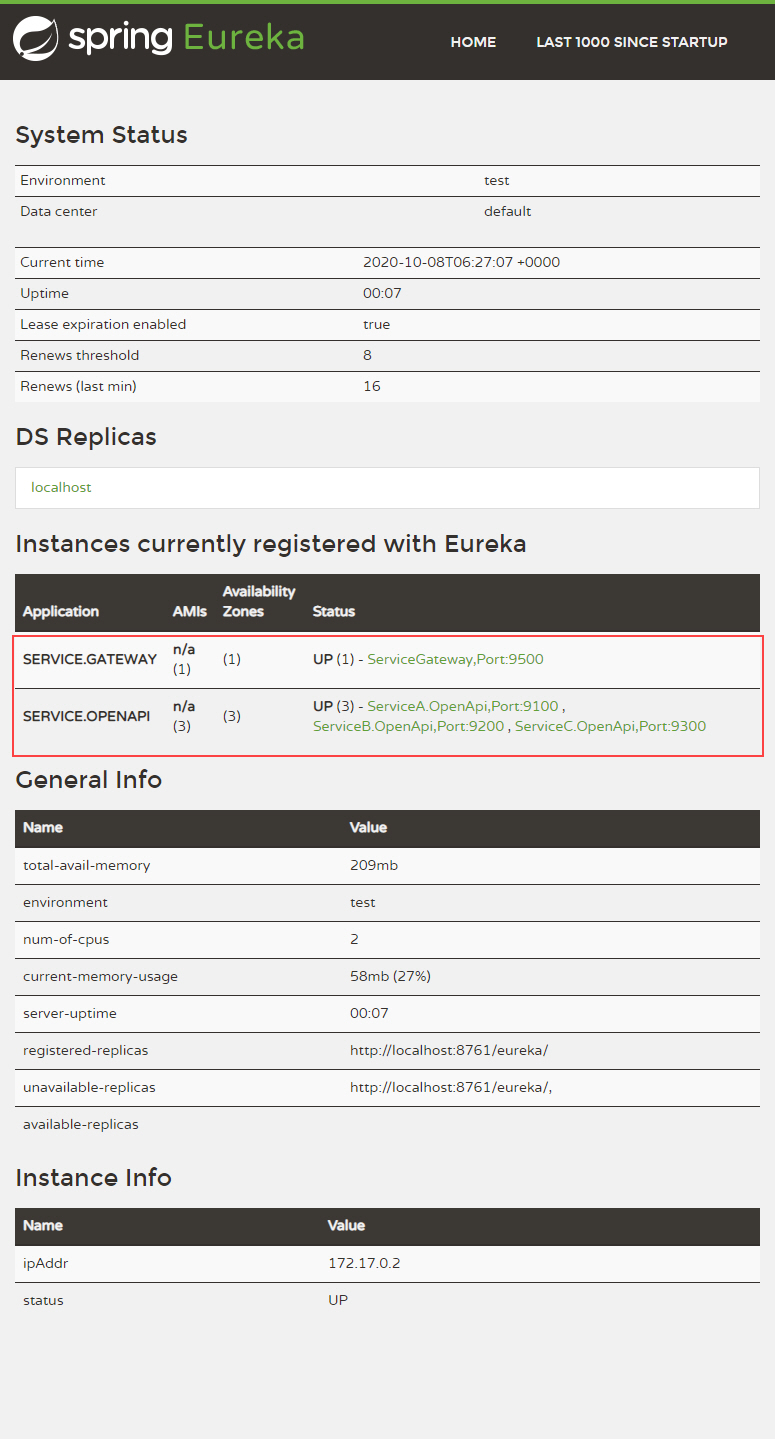 spring Eureka HOME LAST 1000 SINCE STARTUP
System Status
Environment test
Data center default
Current time 2020-10-08T06:27:07 +0000
Uptime 00:07
Lease expiration enabled true
Renews threshold 8
Renews (last min) 16
DS Replicas
localhost
Instances currently registered with Eureka
Application AMIs Availability Zones Status
SERVICE.GATEWAY n/a (1) (1) UP (1) - ServiceGateway,Port:9500
SERVICE.OPENAPI n/a (3) (3) UP (3) - ServiceA.OpenApi,Port:9100 ,
ServiceB.OpenApi,Port:9200 , ServiceC.OpenApi,Port:9300
General Info
Name Value
total-avail-memory 209mb
environment test
num-of-cpus 2
current-memory-usage 58mb (27%)
server-uptime 00:07
registered-replicas http://localhost:8761/eureka/
unavailable-replicas http://localhost:8761/eureka/,
available-replicas
Instance Info
Name Value
ipAddr 172.17.0.2
status UP